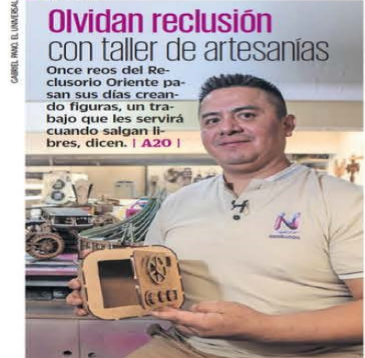 GABRIEL PANO. EL UNIVERSAL
Olvidan reclusión
con taller de artesanías
Once reos del Re-
clusorio Oriente pa-
san sus días crean-
do figuras, un tra-
bajo que les servirá
cuando salgan li-
bres, dicen. | A20 |
N